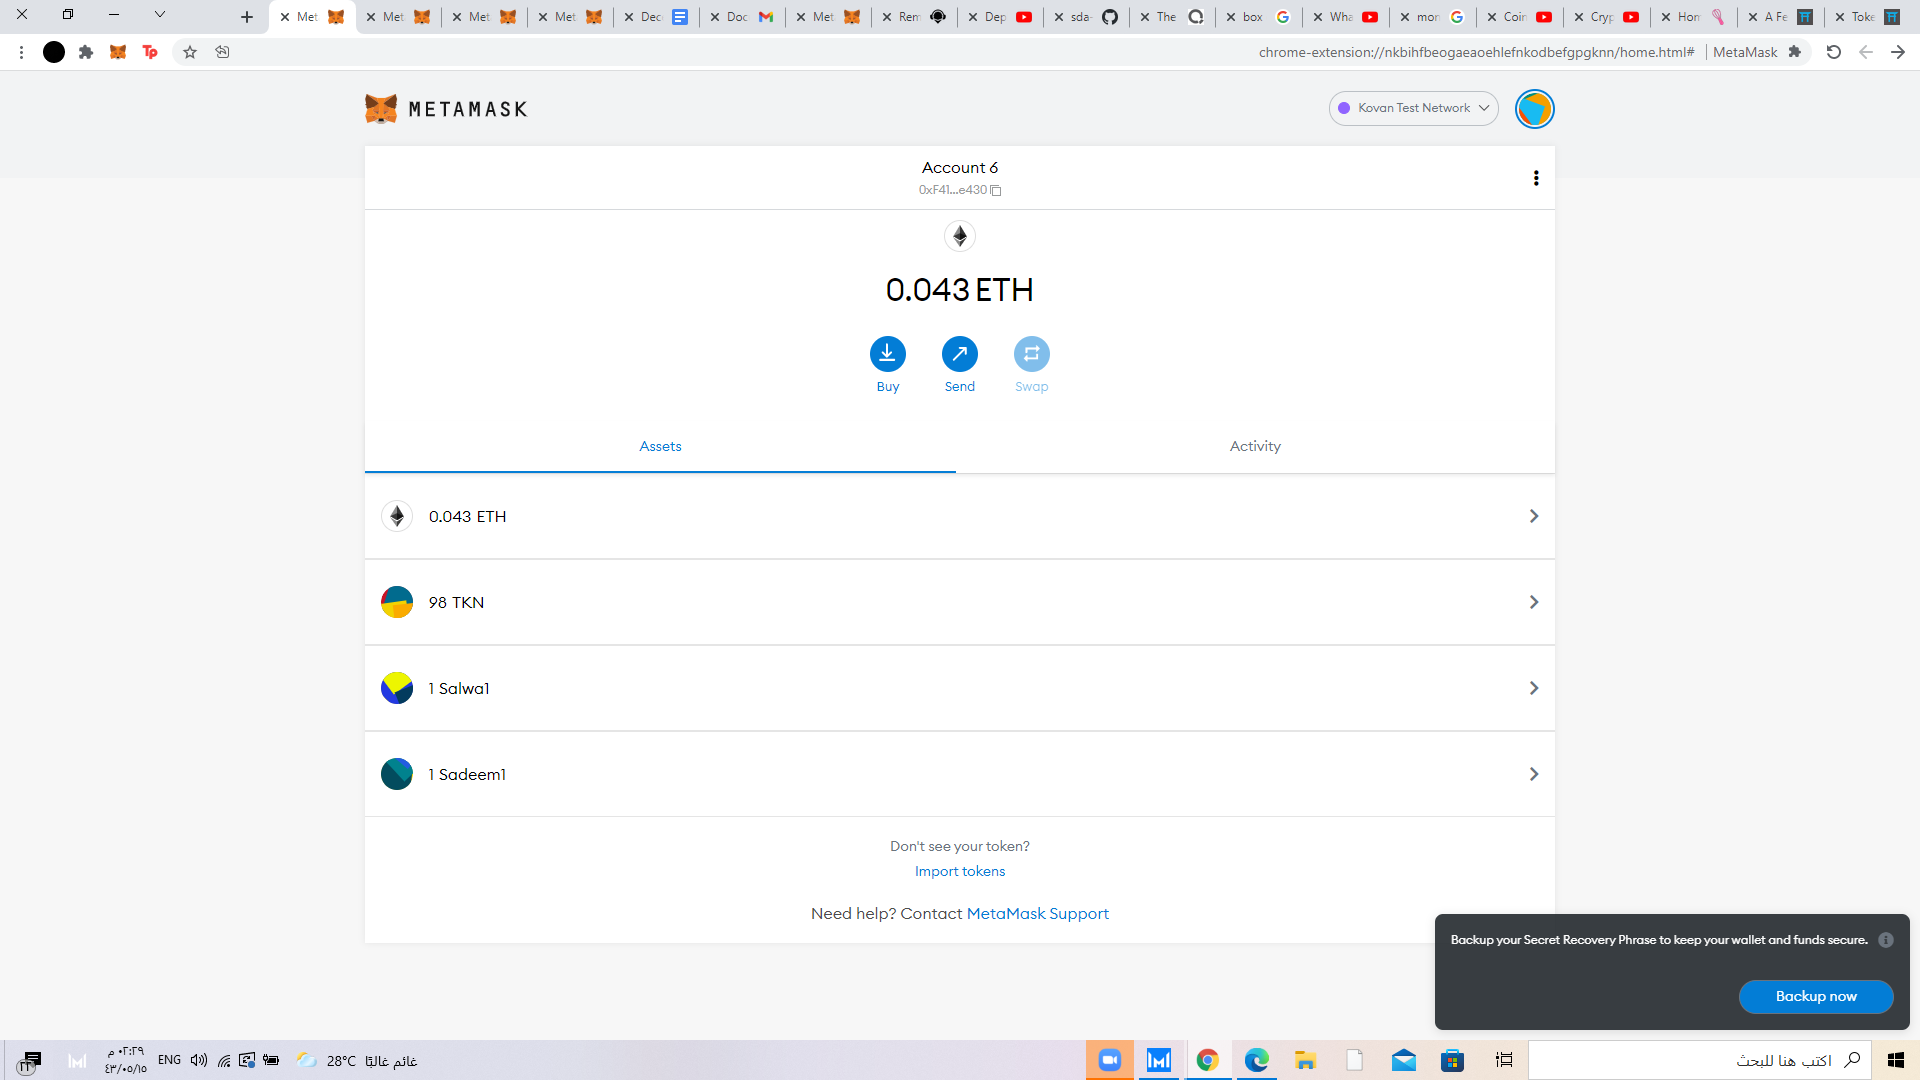 Met
Met
Met
Met
Dec
Doc
Met
Rem
Dep
sda-
The
box
Wha
mor
Coin
Cryp
Hom
A Fe
Toke
Tp
chrome-extension://nkbihfbeogaeaoehlefnkodbefgpgknn/home.html#
MetaMask
METAMASK
Kovan Test Network
Account 6
0xF41...e430
0.043 ETH
Buy
Send
Swap
Assets
Activity
0.043 ETH
98 TKN
1 Salwa1
1 Sadeem1
Don't see your token?
Import tokens
Need help? Contact MetaMask Support
Backup your Secret Recovery Phrase to keep your wallet and funds secure.
Backup now
٠٢:٢٩ م
٤٣/٠٥/١٥
ENG
28°C غائم غالبًا
اكتب هنا للبحث